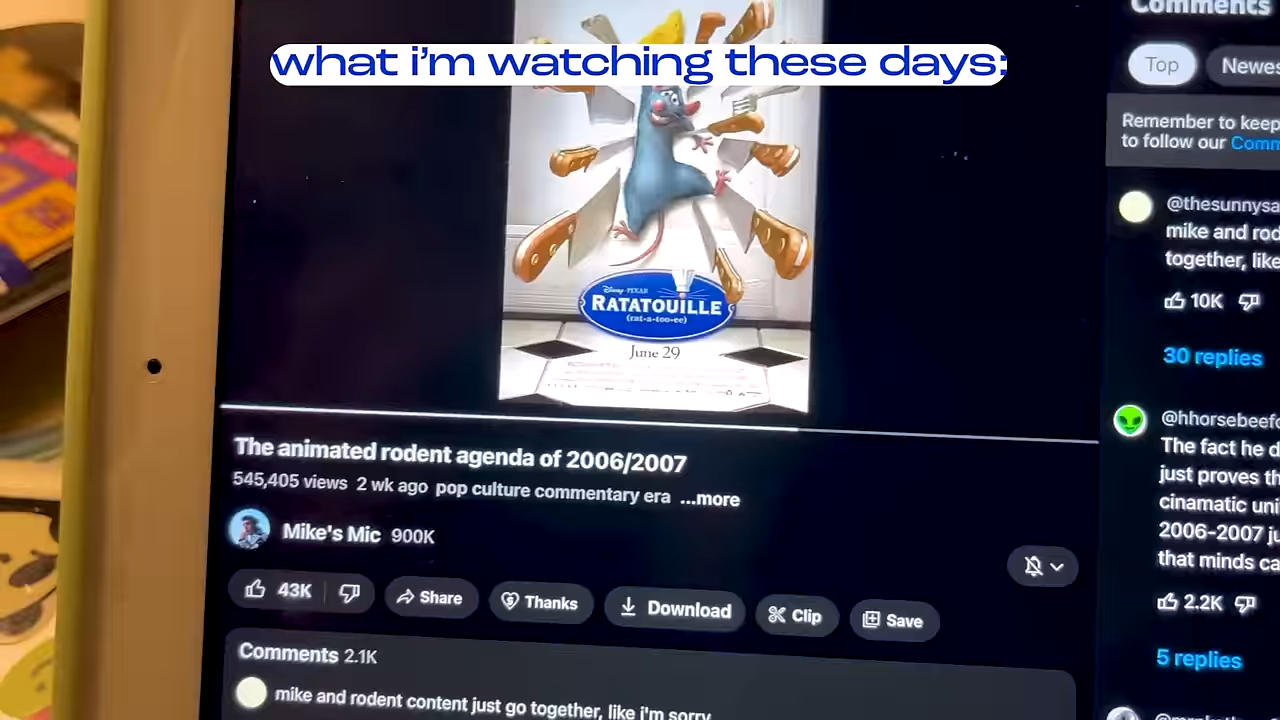 what i'm watching these days:
Disney · PIXAR
RATATOUILLE
(rat-a-too-ee)
June 29
The animated rodent agenda of 2006/2007
545,405 views 2 wk ago pop culture commentary era ...more
Mike's Mic 900K
43K
Share
Thanks
Download
Clip
Save
Comments 2.1K
mike and rodent content just go together, like i'm sorry
Comments
Top
Newes
Remember to keep
to follow our Comm
@thesunnysa
mike and rod
together, like
10K
30 replies
@hhorsebeefc
The fact he d
just proves th
cinamatic uni
2006-2007 ju
that minds ca
2.2K
5 replies